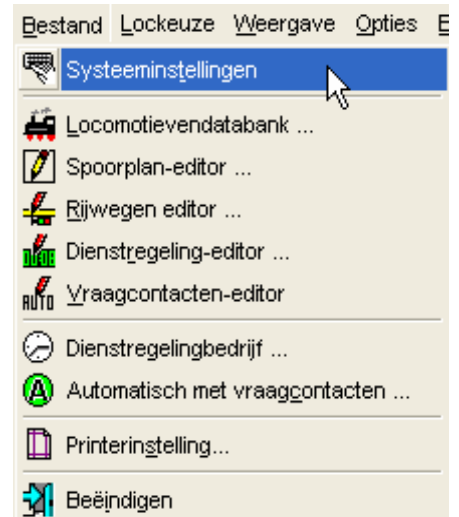 Bestand Lockeuze Weergave Opties E
Systeeminstellingen
Locomotievendatabank ...
Spoorplan-editor ...
Rijwegen editor ...
Dienstregeling-editor ...
AUTO Vraagcontacten-editor
Dienstregelingbedrijf ...
A Automatisch met vraagcontacten ...
Printerinstelling...
Beëindigen